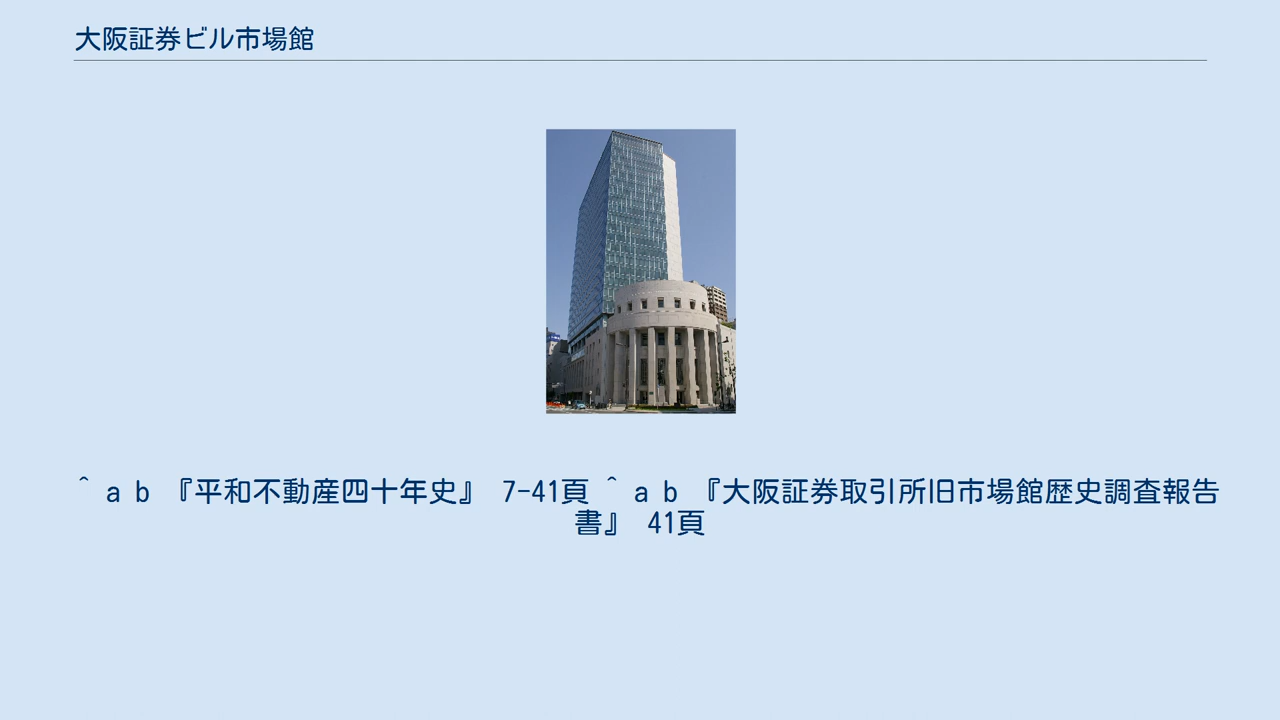 大阪証券ビル市場館
^ a b 『平和不動産四十年史』 7-41頁 ^ a b 『大阪証券取引所旧市場館歴史調査報告
書』 41頁